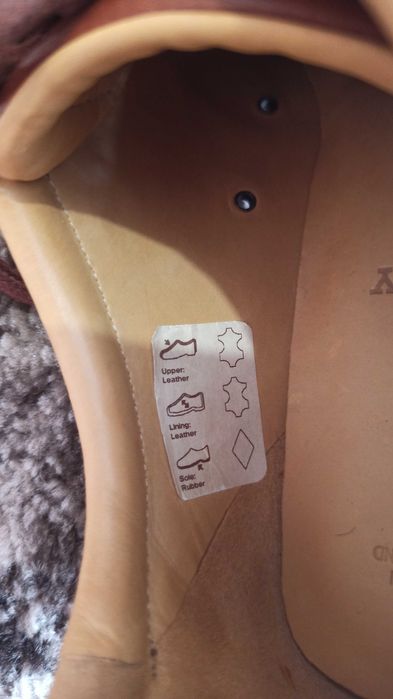 Upper:
Leather
Lining:
Leather
Sole:
Rubber
Y